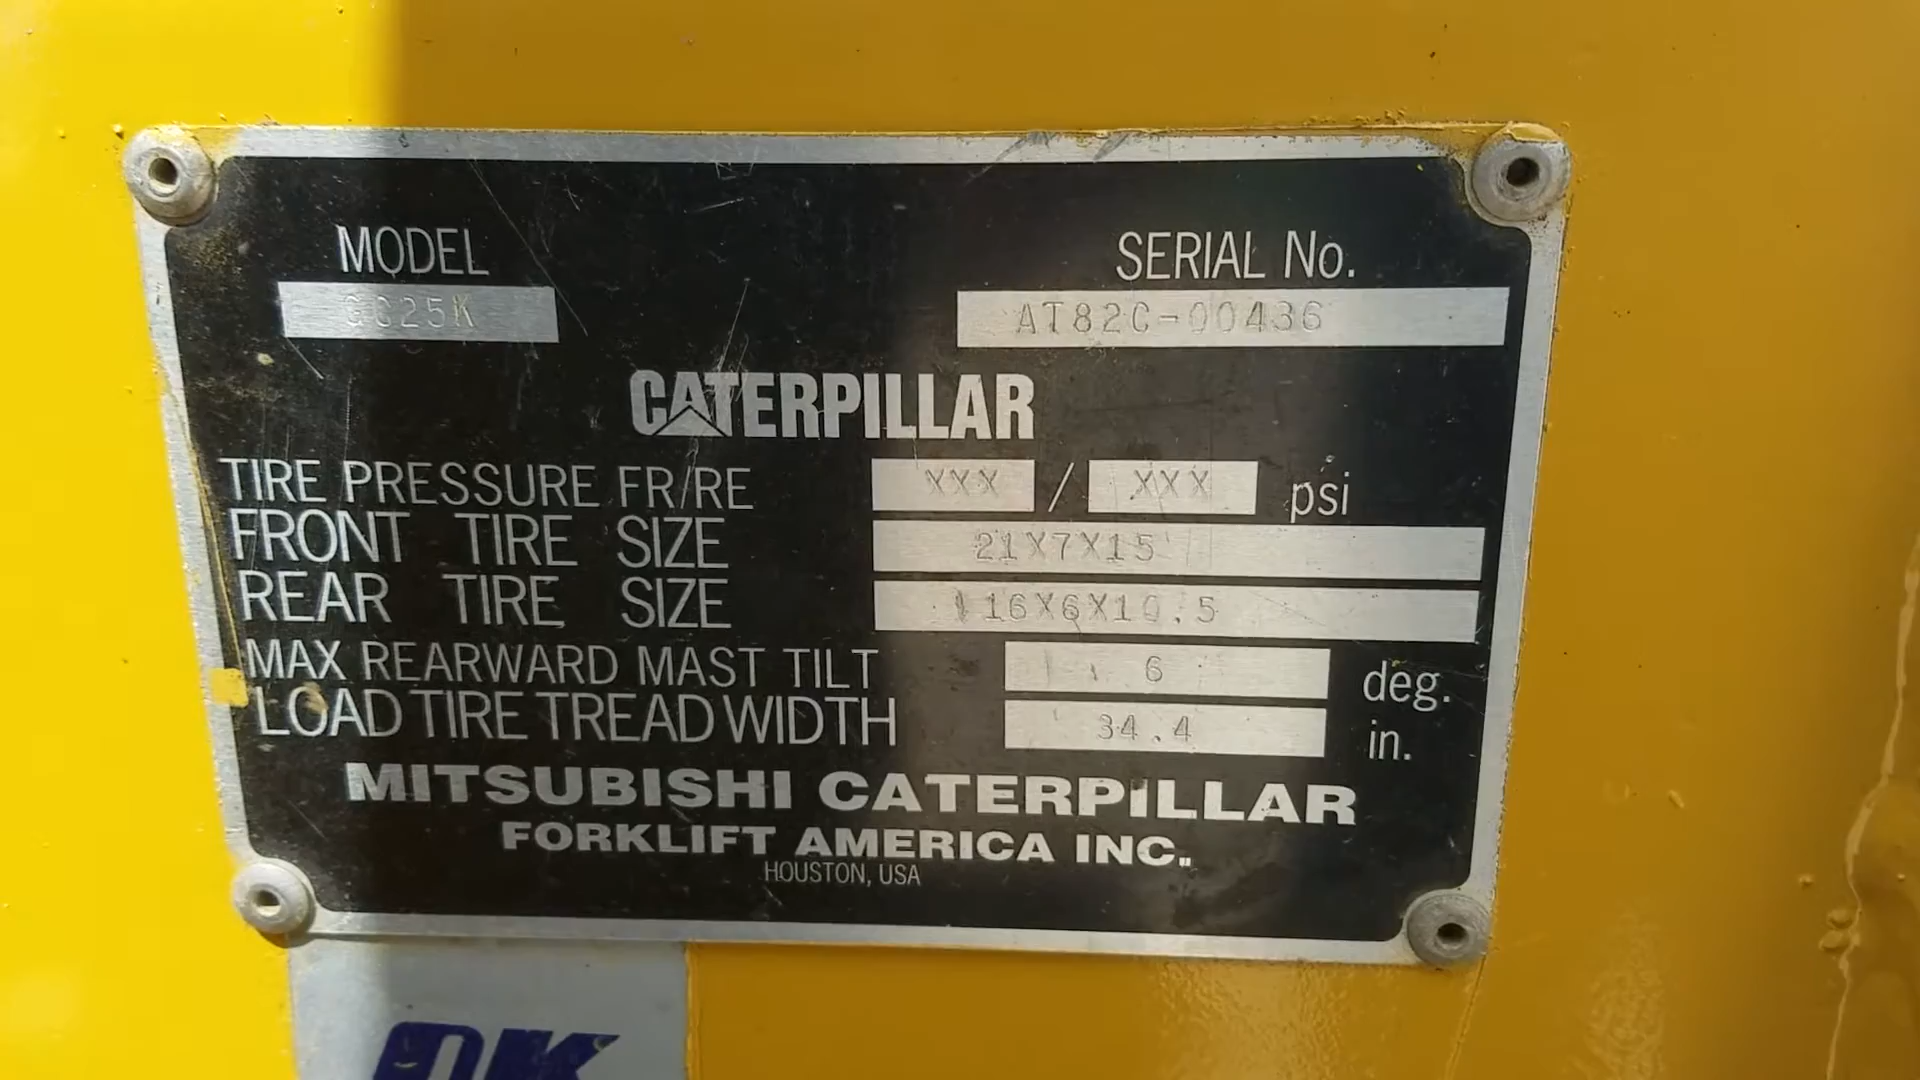 MODEL SERIAL No.
GC25K AT82C-00436
CATERPILLAR
TIRE PRESSURE FR/RE XXX / XXX psi
FRONT TIRE SIZE 21X7X15
REAR TIRE SIZE 16X6X10.5
MAX REARWARD MAST TILT 6 deg.
LOAD TIRE TREAD WIDTH 34.4 in.
MITSUBISHI CATERPILLAR
FORKLIFT AMERICA INC.
HOUSTON, USA